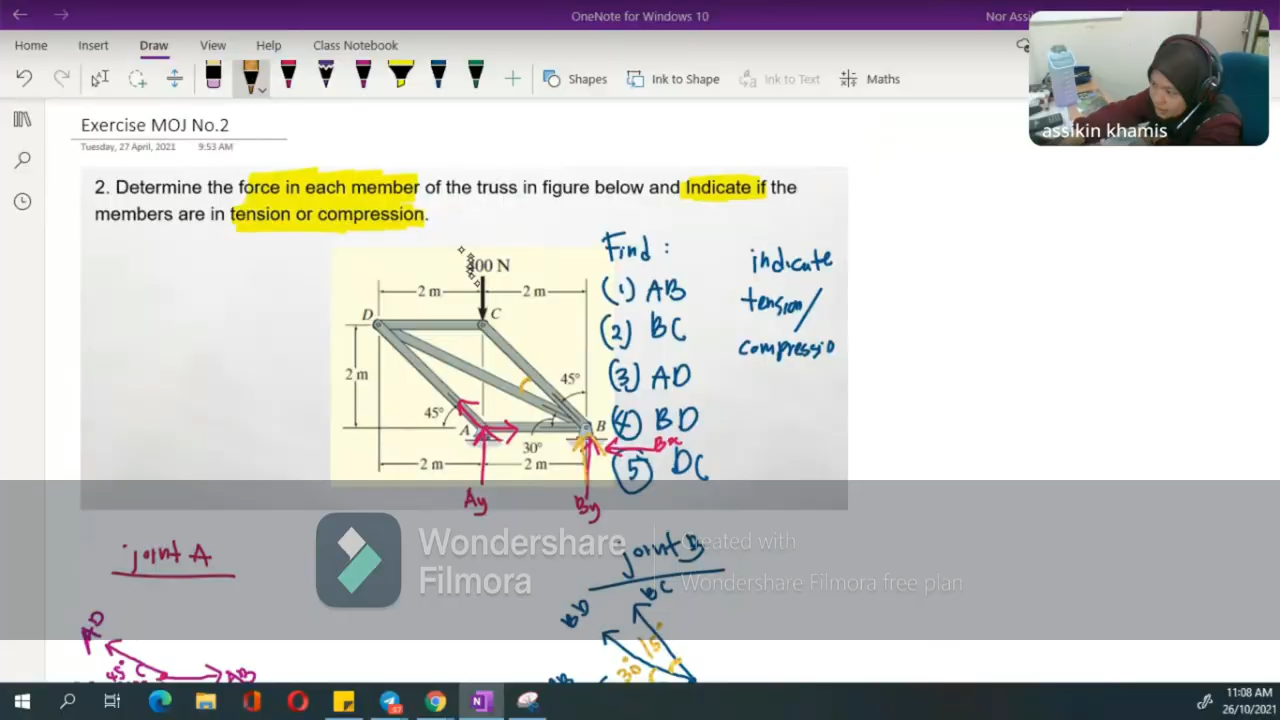 OneNote for Windows 10
Nor Assi
Home Insert Draw View Help Class Notebook
Shapes Ink to Shape Ink to Text Maths
assikin khamis
Exercise MOJ No.2
Tuesday, 27 April, 2021 9:53 AM
2. Determine the force in each member of the truss in figure below and Indicate if the
members are in tension or compression.
Find :
indicate
tension/
compressio
(1) AB
(2) BC
(3) AD
(4) BD
(5) DC
400 N
2 m 2 m
D C
2 m
45°
45°
A B
30°
Bx
2 m 2 m
Ay By
joint A
joint B
Wondershare
Filmora
Created with
Wondershare Filmora free plan
AD
45°
AB
BD
BC
30° 15°
AB
11:08 AM
26/10/2021